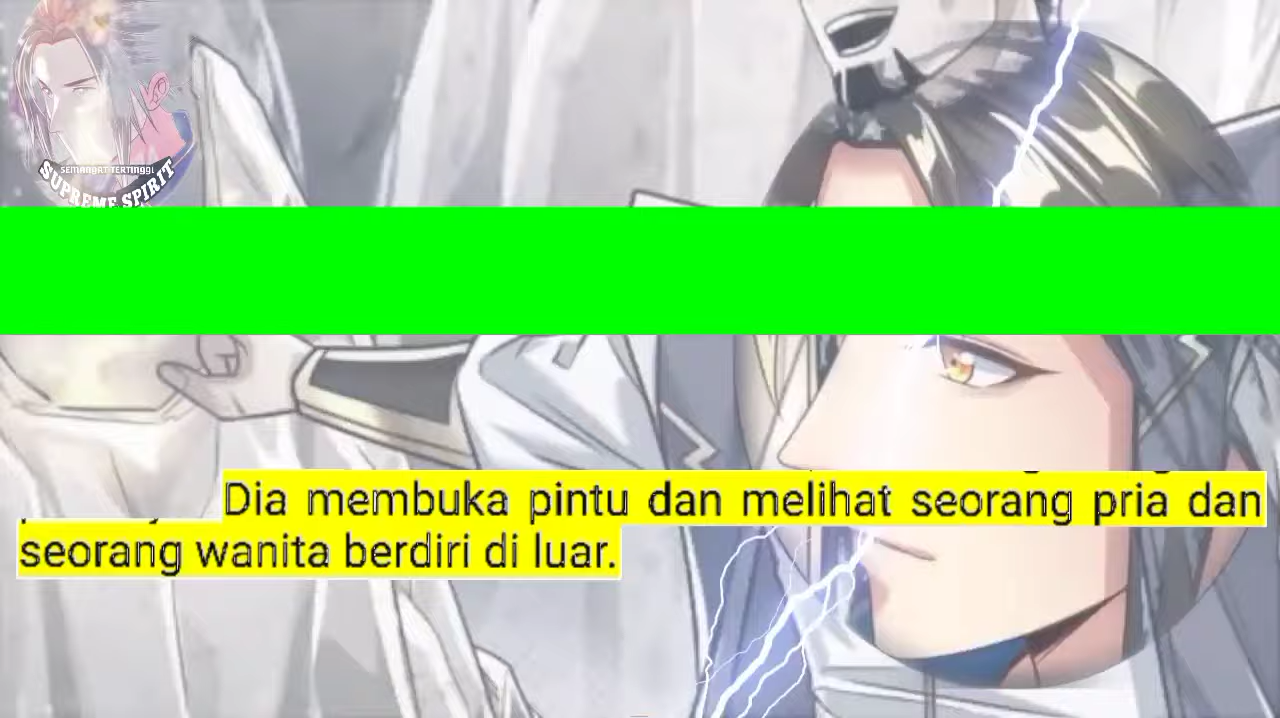 SEMANGAT TERTINGGI
SUPREME SPIRIT
Dia membuka pintu dan melihat seorang pria dan
seorang wanita berdiri di luar.